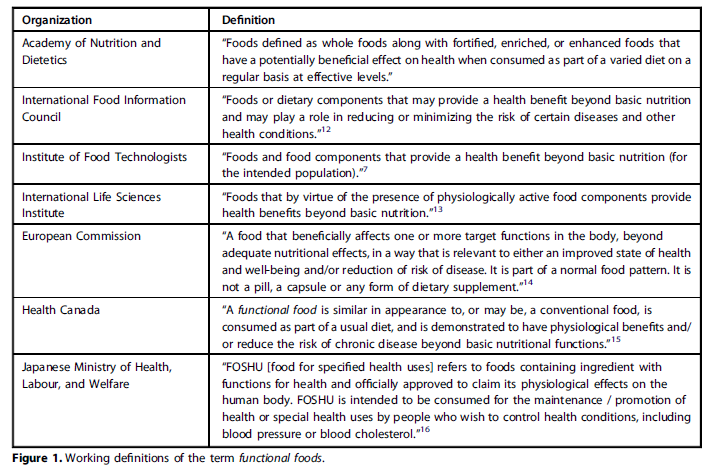 Organization Definition
Academy of Nutrition and "Foods defined as whole foods along with fortified, enriched, or enhanced foods that
Dietetics have a potentially beneficial effect on health when consumed as part of a varied diet on
a regular basis at effective levels."
International Food Information "Foods or dietary components that may provide a health benefit beyond basic nutrition
Council and may play a role in reducing or minimizing the risk of certain diseases and other
health conditions."12
Institute of Food Technologists "Foods and food components that provide a health benefit beyond basic nutrition (for
the intended population)."7
International Life Sciences "Foods that by virtue of the presence of physiologically active food components provide
Institute health benefits beyond basic nutrition."13
European Commission "A food that beneficially affects one or more target functions in the body, beyond
adequate nutritional effects, in a way that is relevant to either an improved state of health
and well-being and/or reduction of risk of disease. It is part of a normal food pattern. It is
not a pill, a capsule or any form of dietary supplement."14
Health Canada "A functional food is similar in appearance to, or may be, a conventional food, is
consumed as part of a usual diet, and is demonstrated to have physiological benefits and/
or reduce the risk of chronic disease beyond basic nutritional functions."15
Japanese Ministry of Health, "FOSHU [food for specified health uses] refers to foods containing ingredient with
Labour, and Welfare functions for health and officially approved to claim its physiological effects on the
human body. FOSHU is intended to be consumed for the maintenance / promotion of
health or special health uses by people who wish to control health conditions, including
blood pressure or blood cholesterol."16
Figure 1. Working definitions of the term functional foods.